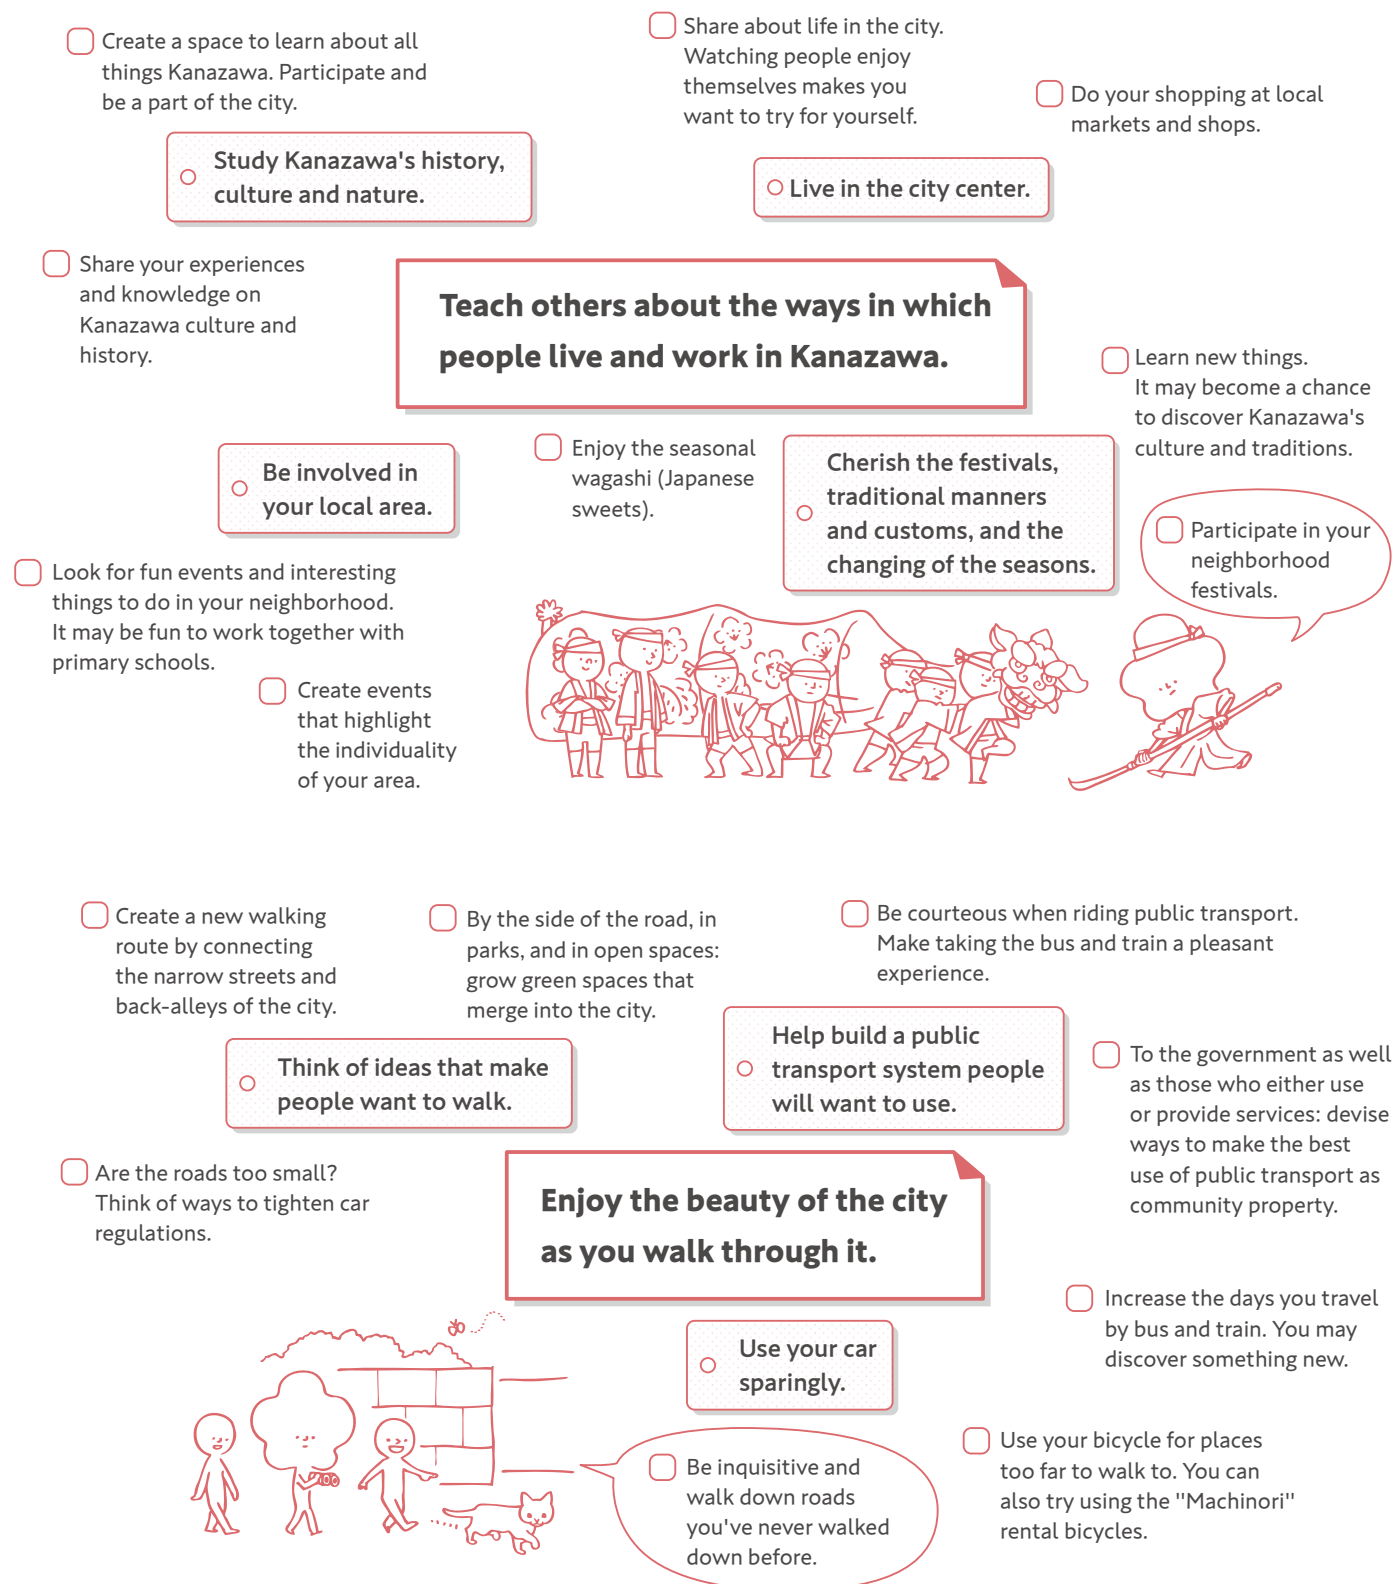 Create a space to learn about all
things Kanazawa. Participate and
be a part of the city.
Share about life in the city.
Watching people enjoy
themselves makes you
want to try for yourself.
Do your shopping at local
markets and shops.
Study Kanazawa's history,
culture and nature.
Live in the city center.
Share your experiences
and knowledge on
Kanazawa culture and
history.
Teach others about the ways in which
people live and work in Kanazawa.
Learn new things.
It may become a chance
to discover Kanazawa's
culture and traditions.
Be involved in
your local area.
Enjoy the seasonal
wagashi (Japanese
sweets).
Cherish the festivals,
traditional manners
and customs, and the
changing of the seasons.
Participate in your
neighborhood
festivals.
Look for fun events and interesting
things to do in your neighborhood.
It may be fun to work together with
primary schools.
Create events
that highlight
the individuality
of your area.
Create a new walking
route by connecting
the narrow streets and
back-alleys of the city.
By the side of the road, in
parks, and in open spaces:
grow green spaces that
merge into the city.
Be courteous when riding public transport.
Make taking the bus and train a pleasant
experience.
Think of ideas that make
people want to walk.
Help build a public
transport system people
will want to use.
To the government as well
as those who either use
or provide services: devise
ways to make the best
use of public transport as
community property.
Are the roads too small?
Think of ways to tighten car
regulations.
Enjoy the beauty of the city
as you walk through it.
Increase the days you travel
by bus and train. You may
discover something new.
Use your car
sparingly.
Be inquisitive and
walk down roads
you've never walked
down before.
Use your bicycle for places
too far to walk to. You can
also try using the "Machinori"
rental bicycles.